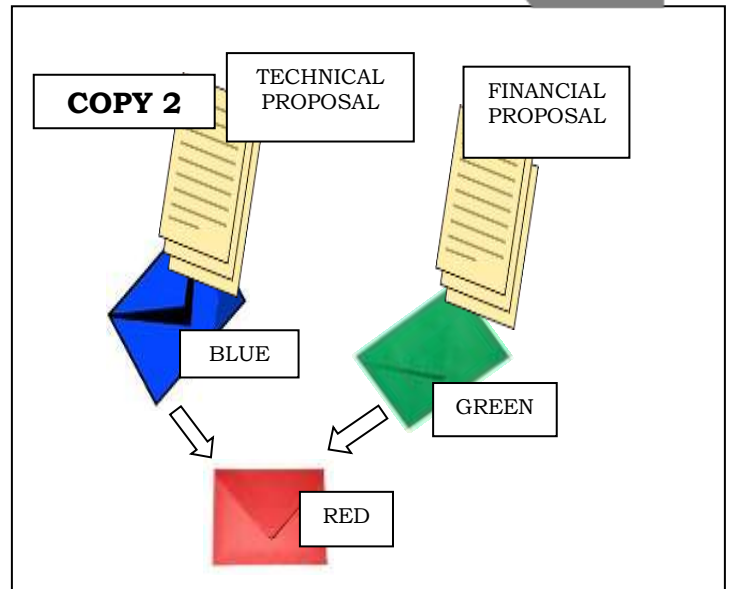 COPY 2
TECHNICAL
PROPOSAL
FINANCIAL
PROPOSAL
BLUE
GREEN
RED